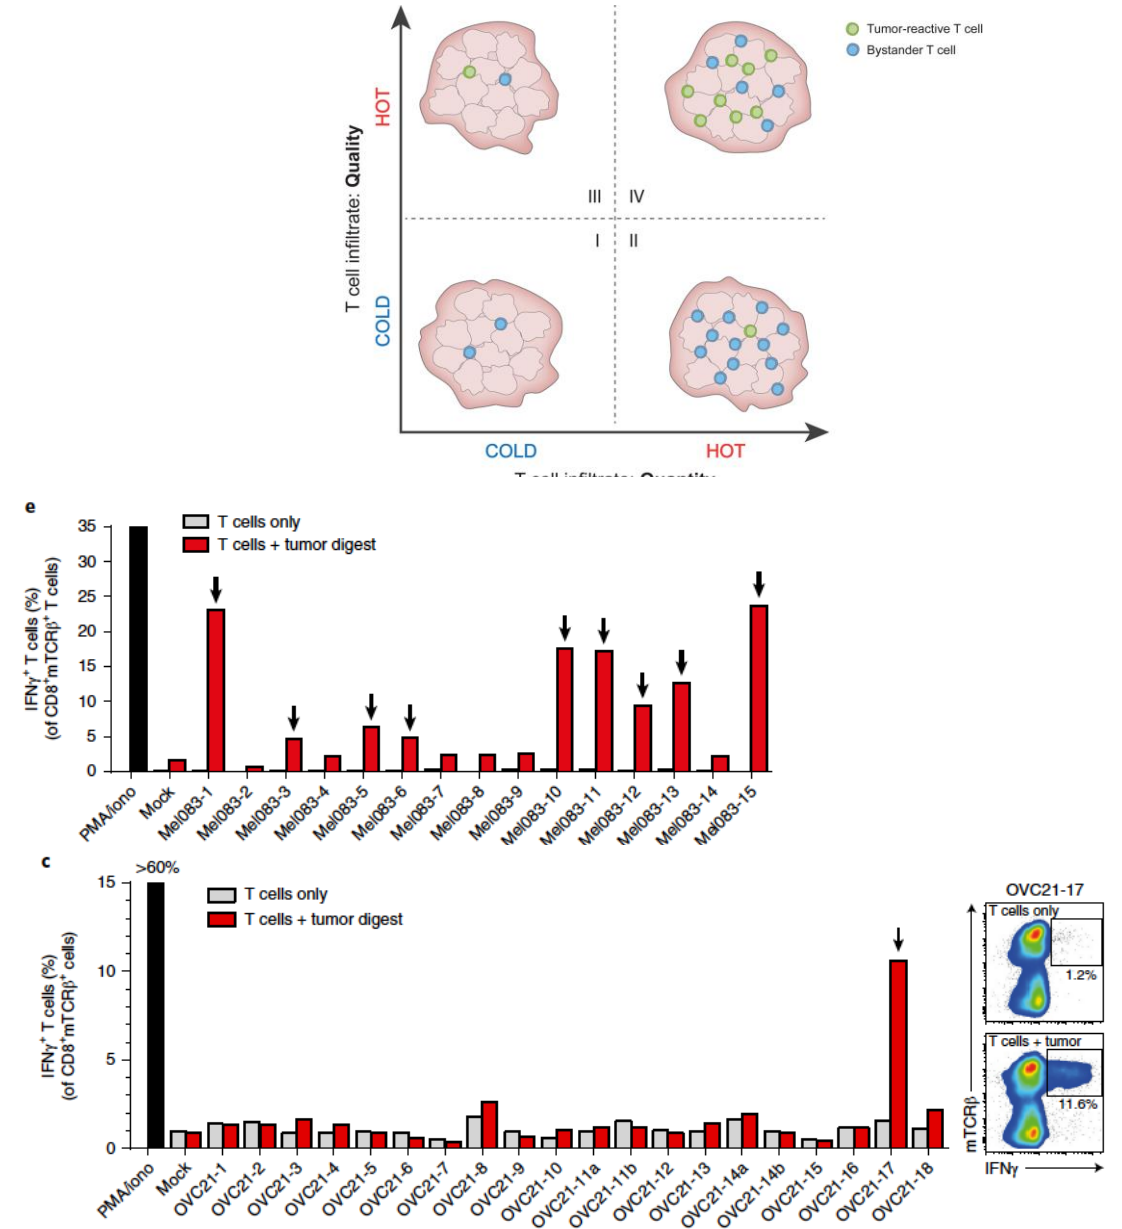 Tumor-reactive T cell
Bystander T cell
T cell infiltrate: Quality
HOT
COLD
III
IV
I
II
COLD
HOT
T cell infiltrate: Quantity
e
T cells only
T cells + tumor digest
IFNγ⁺ T cells (%)
(of CD8⁺mTCRβ⁺ T cells)
35
30
25
20
15
10
5
0
PMA/iono
Mock
Mel083-1
Mel083-2
Mel083-3
Mel083-4
Mel083-5
Mel083-6
Mel083-7
Mel083-8
Mel083-9
Mel083-10
Mel083-11
Mel083-12
Mel083-13
Mel083-14
Mel083-15
c
>60%
T cells only
T cells + tumor digest
IFNγ⁺ T cells (%)
(of CD8⁺mTCRβ⁺ cells)
15
10
5
0
PMA/iono
Mock
OVC21-1
OVC21-2
OVC21-3
OVC21-4
OVC21-5
OVC21-6
OVC21-7
OVC21-8
OVC21-9
OVC21-10
OVC21-11a
OVC21-11b
OVC21-12
OVC21-13
OVC21-14a
OVC21-14b
OVC21-15
OVC21-16
OVC21-17
OVC21-18
OVC21-17
T cells only
1.2%
T cells + tumor
11.6%
mTCRβ
IFNγ